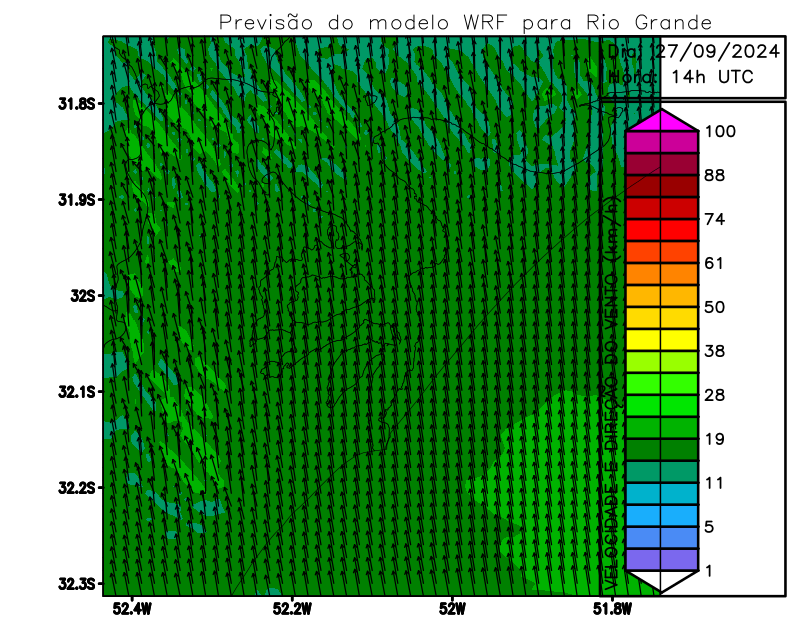 Previsão do modelo WRF para Rio Grande
Dia: 27/09/2024
Hora: 14h UTC
31.8S
31.9S
32S
32.1S
32.2S
32.3S
52.4W
52.2W
52W
51.8W
VELOCIDADE E DIREÇÃO DO VENTO (km/h)
100
88
74
61
50
38
28
19
11
5
1